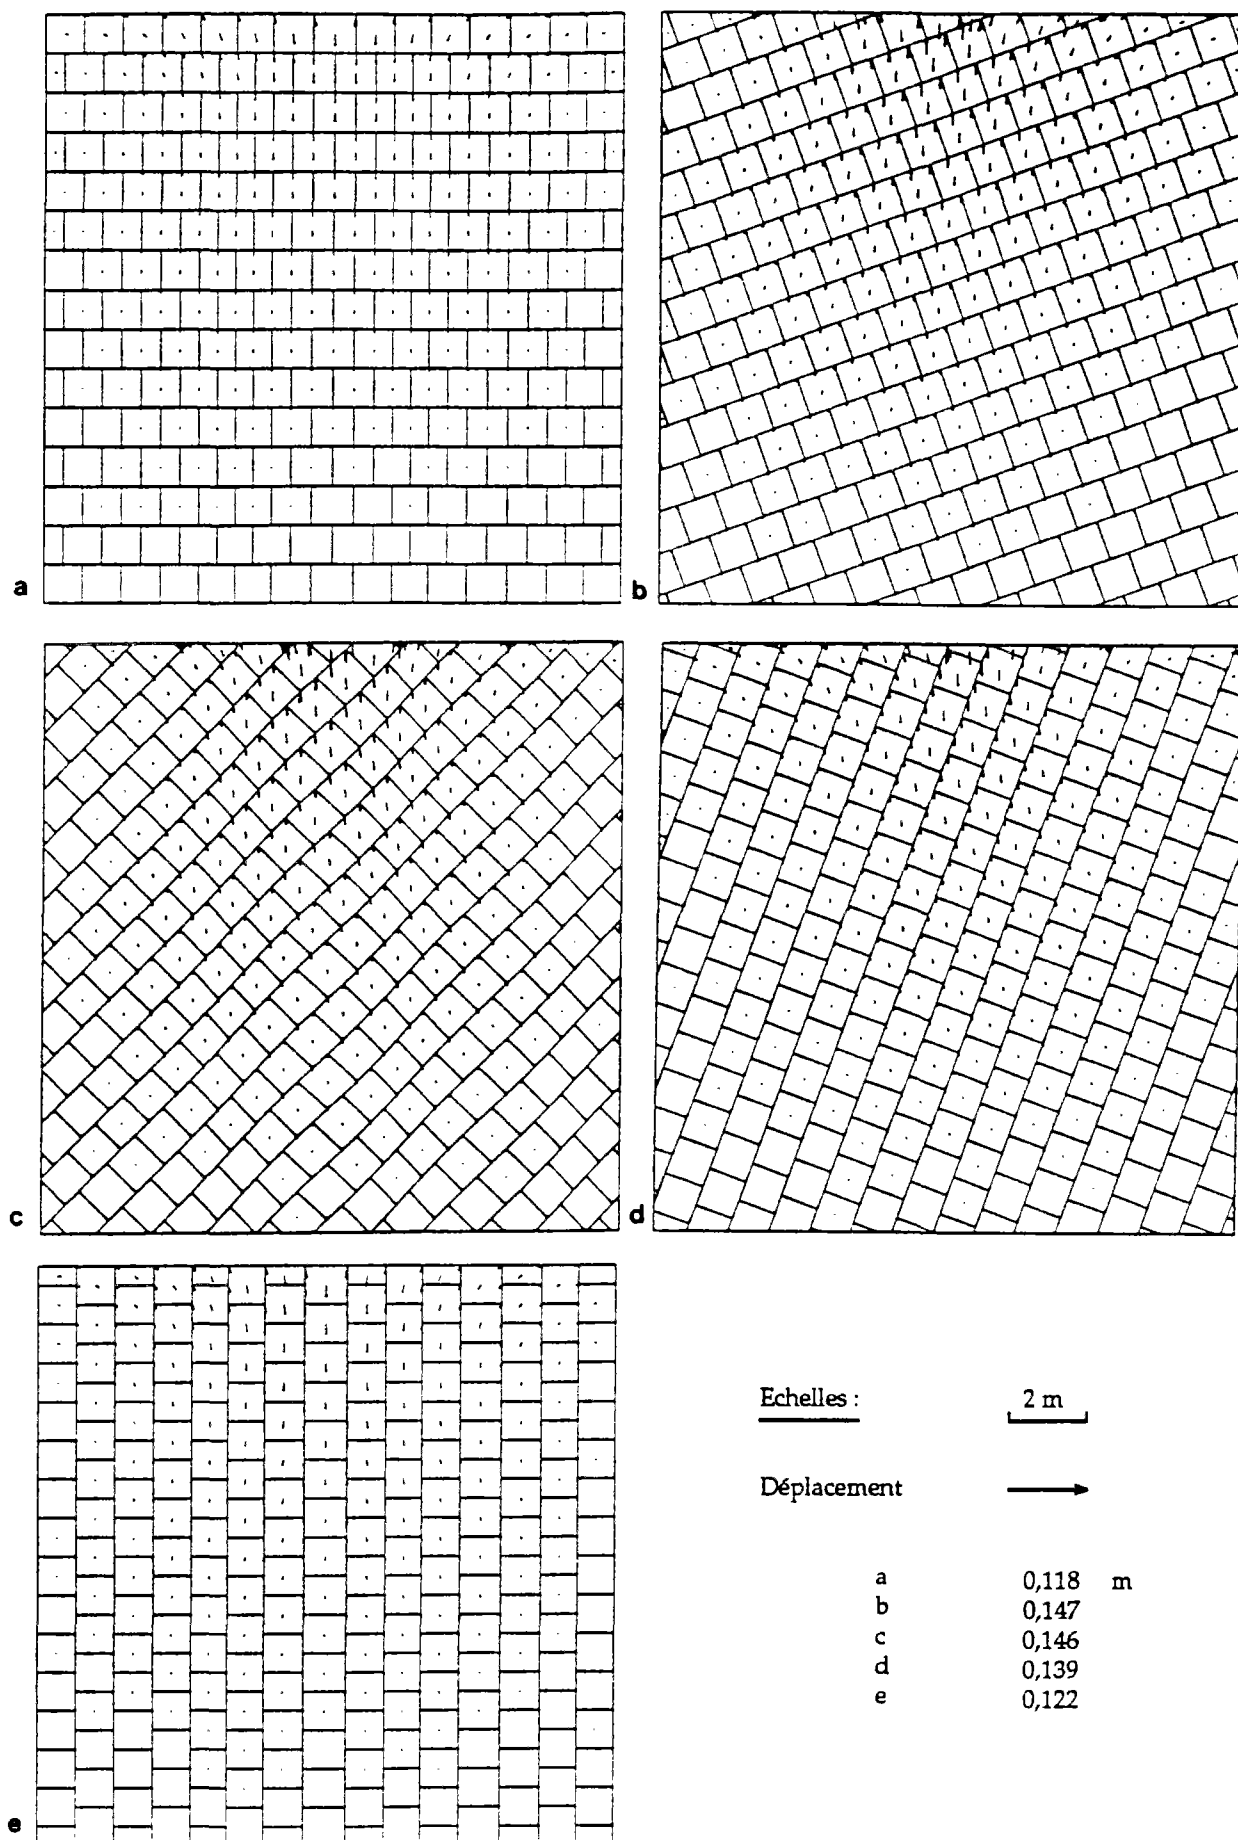 a
b
c
d
e
Echelles : 2 m
Déplacement
a 0,118 m
b 0,147
c 0,146
d 0,139
e 0,122